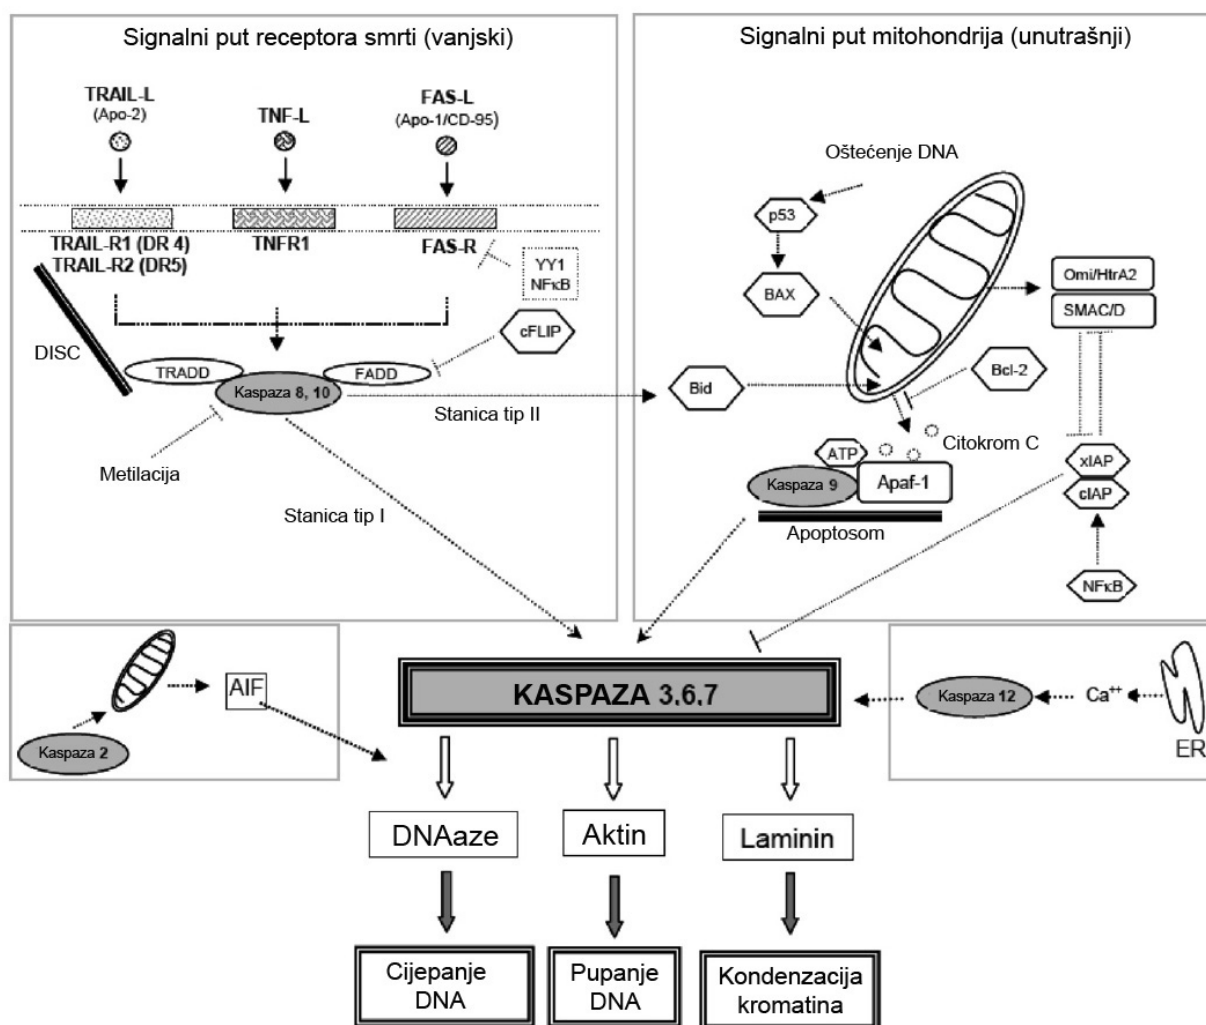 Signalni put receptora smrti (vanjski)
TRAIL-L
(Apo-2)
TNF-L
FAS-L
(Apo-1/CD-95)
TRAIL-R1 (DR 4)
TRAIL-R2 (DR5)
TNFR1
FAS-R
YY1
NFκB
cFLIP
DISC
TRADD
FADD
Kaspaza 8, 10
Stanica tip II
Metilacija
Stanica tip I
Signalni put mitohondrija (unutrašnji)
Oštećenje DNA
p53
BAX
Omi/HtrA2
SMAC/D
Bid
Bcl-2
Citokrom C
ATP
Kaspaza 9
Apaf-1
Apoptosom
xIAP
cIAP
NFκB
AIF
Kaspaza 2
KASPAZA 3.6.7
Kaspaza 12
Ca⁺⁺
ER
DNAaze
Aktin
Laminin
Cijepanje
DNA
Pupanje
DNA
Kondenzacija
kromatina